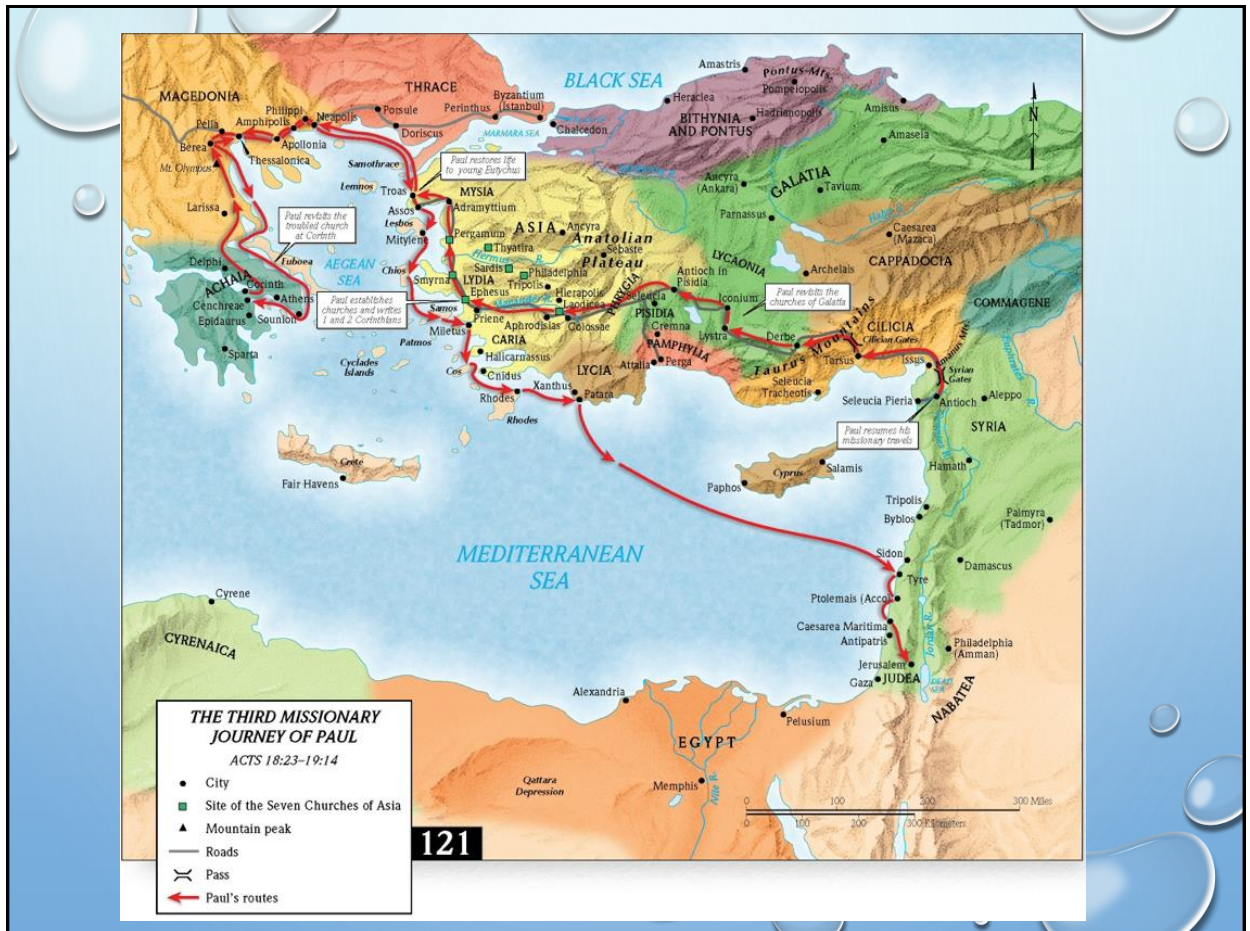 BLACK SEA
Amastris
Pontus Mts.
Pompeiopolis
Heraclea
Hadrianopolis
Amisus
BITHYNIA
AND PONTUS
Amaseia
THRACE
Byzantium
(Istanbul)
Perinthus
Chalcedon
MARMARA SEA
Porsule
Doriscus
MACEDONIA
Philippi
Neapolis
Amphipolis
Pella
Apollonia
Berea
Thessalonica
Mt. Olympus
Samothrace
Paul restores life
to young Eutychus
Lemnos
Troas
MYSIA
Assos
Adramyttium
Lesbos
Mitylene
Larissa
Paul revisits the
troubled church
at Corinth
Euboea
AEGEAN
SEA
Delphi
ACHAIA
Corinth
Cenchreae
Athens
Epidaurus
Sounion
Sparta
Chios
Smyrna
Pergamum
Thyatira
Hermus R.
Sardis
Philadelphia
LYDIA
Tripolis
Ephesus
Hierapolis
Laodicea
Paul establishes
churches and writes
1 and 2 Corinthians
Samos
Priene
Miletus
Aphrodisias
Colossae
Patmos
CARIA
Halicarnassus
Cyclades
Islands
Cos
Cnidus
Rhodes
Rhodes
ASIA
Ancyra
Anatolian
Plateau
Sebaste
PHRYGIA
Antioch in
Pisidia
Seleucia
PISIDIA
Cremna
PAMPHYLIA
Attalia
Perga
LYCIA
Xanthus
Patara
Ancyra
(Ankara)
GALATIA
Tavium
Parnassus
Halys R.
Caesarea
(Mazaca)
CAPPADOCIA
Archelais
LYCAONIA
Iconium
Paul revisits the
churches of Galatia
Lystra
Derbe
Taurus Mountains
CILICIA
Cilician Gates
Tarsus
Issus
Amanus Mts.
Syrian
Gates
COMMAGENE
Euphrates R.
Seleucia
Tracheotis
Seleucia Pieria
Antioch
Aleppo
Paul resumes his
missionary travels
SYRIA
Hamath
Crete
Fair Havens
Cyprus
Salamis
Paphos
Tripolis
Byblos
Palmyra
(Tadmor)
MEDITERRANEAN
SEA
Sidon
Tyre
Damascus
Ptolemais (Acco)
Caesarea Maritima
Antipatris
Jordan R.
Philadelphia
(Amman)
Jerusalem
Gaza
JUDEA
DEAD
SEA
NABATEA
Cyrene
CYRENAICA
Alexandria
Pelusium
EGYPT
Memphis
Nile R.
Qattara
Depression
0 100 200 300 Miles
0 100 200 300 Kilometers
N
THE THIRD MISSIONARY
JOURNEY OF PAUL
ACTS 18:23–19:14
City
Site of the Seven Churches of Asia
Mountain peak
Roads
Pass
Paul's routes
121